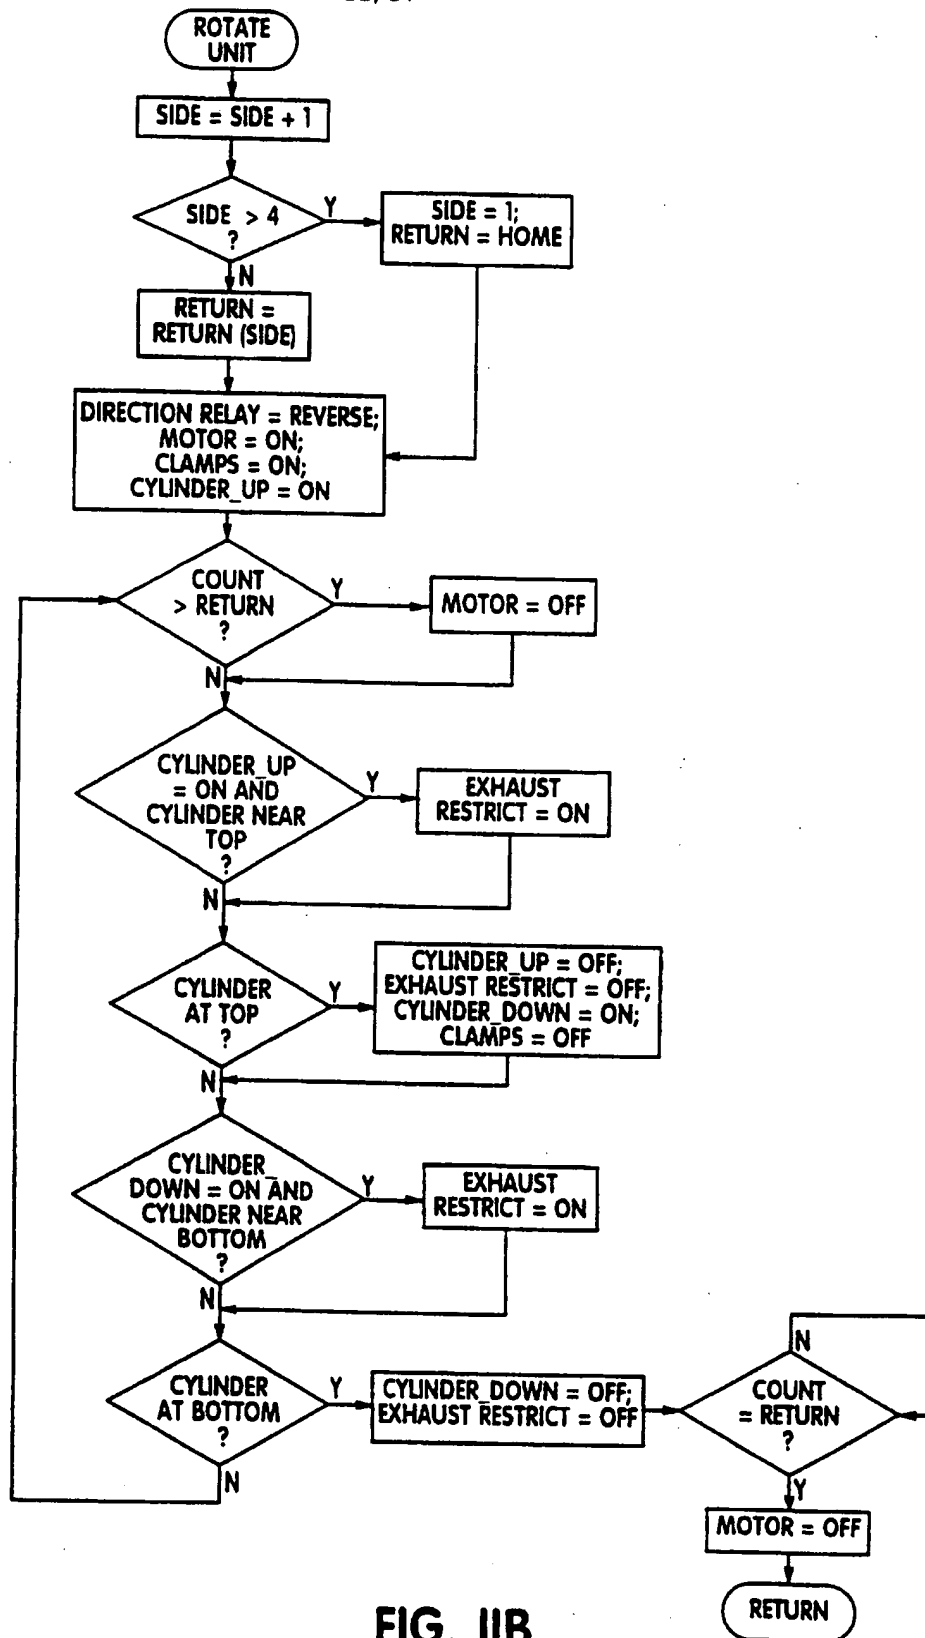 ROTATE
UNIT
SIDE = SIDE + 1
SIDE > 4
?
Y
SIDE = 1;
RETURN = HOME
N
RETURN =
RETURN (SIDE)
DIRECTION RELAY = REVERSE;
MOTOR = ON;
CLAMPS = ON;
CYLINDER_UP = ON
COUNT
> RETURN
?
Y
MOTOR = OFF
N
CYLINDER_UP
= ON AND
CYLINDER NEAR
TOP
?
Y
EXHAUST
RESTRICT = ON
N
CYLINDER
AT TOP
?
Y
CYLINDER_UP = OFF;
EXHAUST RESTRICT = OFF;
CYLINDER_DOWN = ON;
CLAMPS = OFF
N
CYLINDER_
DOWN = ON AND
CYLINDER NEAR
BOTTOM
?
Y
EXHAUST
RESTRICT = ON
N
CYLINDER
AT BOTTOM
?
Y
CYLINDER_DOWN = OFF;
EXHAUST RESTRICT = OFF
N
COUNT
= RETURN
?
N
Y
MOTOR = OFF
RETURN
FIG. 11B